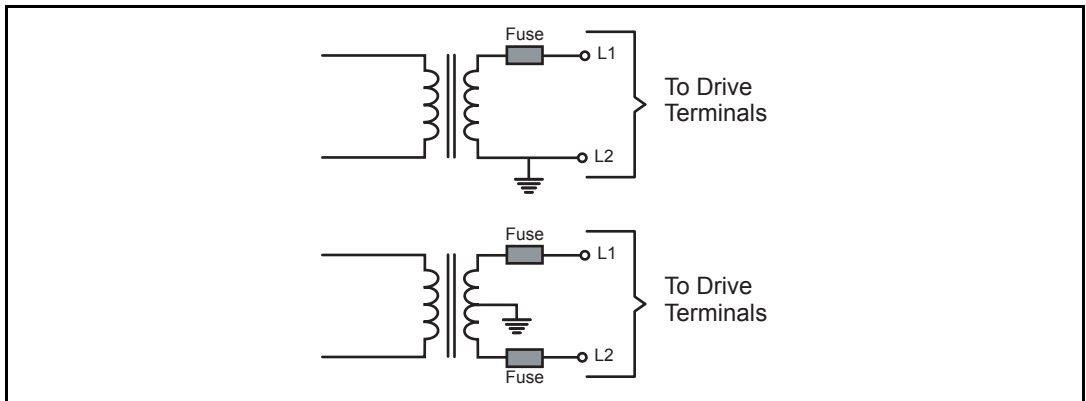 Fuse
L1
To Drive
Terminals
L2
Fuse
L1
To Drive
Terminals
L2
Fuse